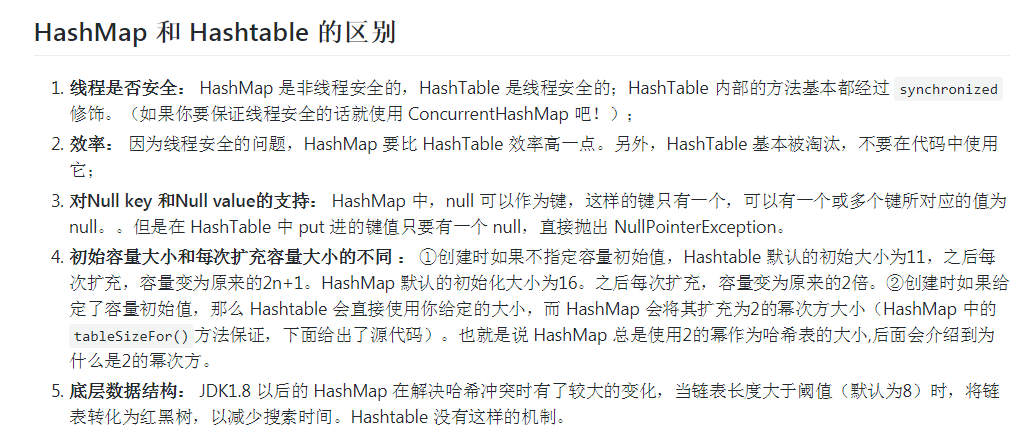 HashMap 和 Hashtable 的区别
1. 线程是否安全： HashMap 是非线程安全的，HashTable 是线程安全的；HashTable 内部的方法基本都经过 synchronized
修饰。（如果你要保证线程安全的话就使用 ConcurrentHashMap 吧！）；
2. 效率： 因为线程安全的问题，HashMap 要比 HashTable 效率高一点。另外，HashTable 基本被淘汰，不要在代码中使用
它；
3. 对Null key 和Null value的支持： HashMap 中，null 可以作为键，这样的键只有一个，可以有一个或多个键所对应的值为
null。。但是在 HashTable 中 put 进的键值只要有一个 null，直接抛出 NullPointerException。
4. 初始容量大小和每次扩充容量大小的不同 ： ①创建时如果不指定容量初始值，Hashtable 默认的初始大小为11，之后每
次扩充，容量变为原来的2n+1。HashMap 默认的初始化大小为16。之后每次扩充，容量变为原来的2倍。②创建时如果给
定了容量初始值，那么 Hashtable 会直接使用你给定的大小，而 HashMap 会将其扩充为2的幂次方大小（HashMap 中的
tableSizeFor()方法保证，下面给出了源代码）。也就是说 HashMap 总是使用2的幂作为哈希表的大小,后面会介绍到为
什么是2的幂次方。
5. 底层数据结构： JDK1.8 以后的 HashMap 在解决哈希冲突时有了较大的变化，当链表长度大于阈值（默认为8）时，将链
表转化为红黑树，以减少搜索时间。Hashtable 没有这样的机制。